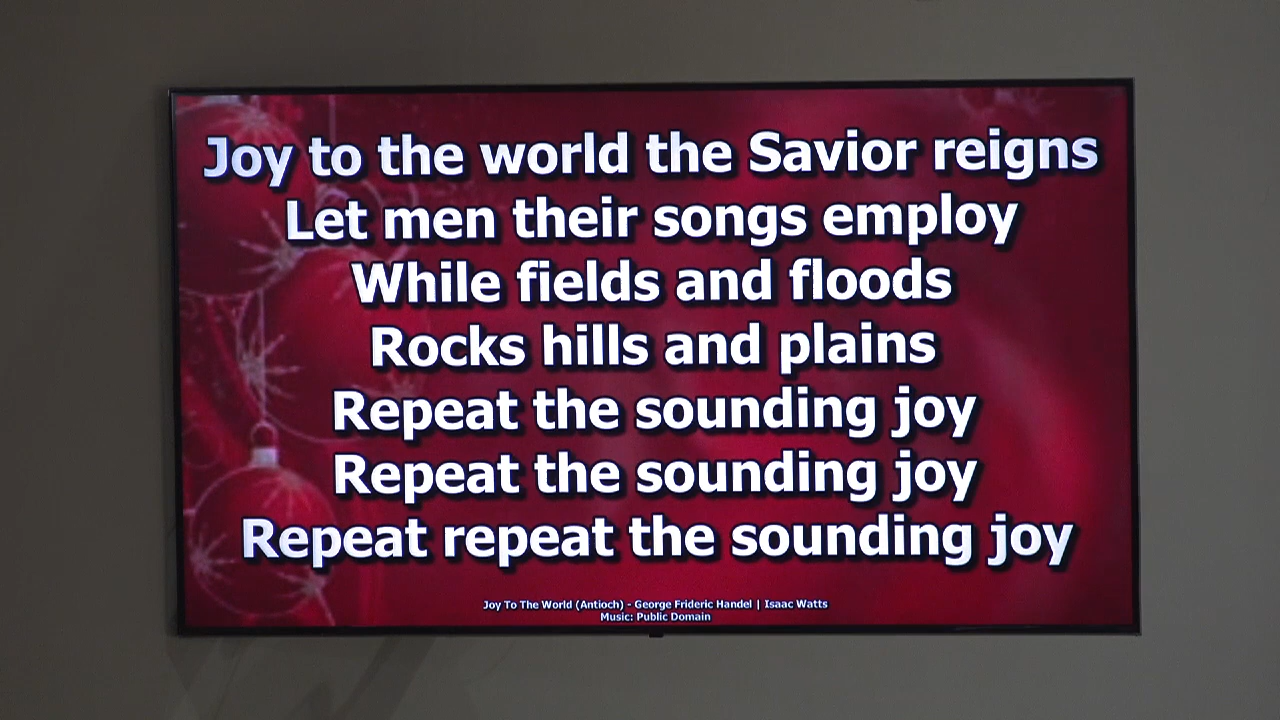 Joy to the world the Savior reigns
Let men their songs employ
While fields and floods
Rocks hills and plains
Repeat the sounding joy
Repeat the sounding joy
Repeat repeat the sounding joy
Joy To The World (Antioch) - George Frideric Handel | Isaac Watts
Music: Public Domain